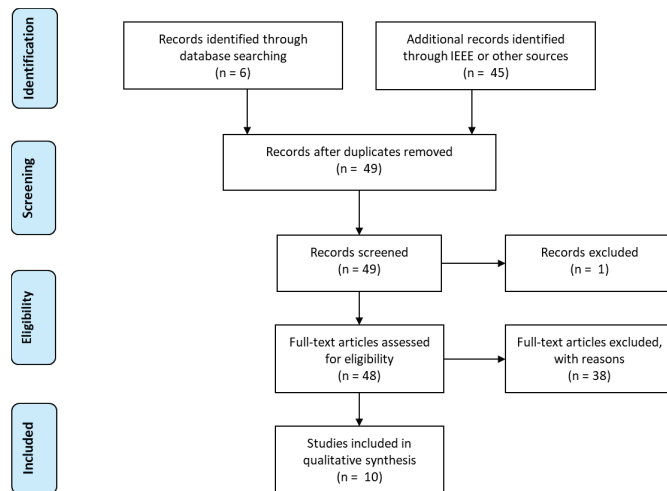 Identification
Records identified through
database searching
(n = 6)
Additional records identified
through IEEE or other sources
(n = 45)
Screening
Records after duplicates removed
(n = 49)
Records screened
(n = 49)
Records excluded
(n = 1)
Eligibility
Full-text articles assessed
for eligibility
(n = 48)
Full-text articles excluded,
with reasons
(n = 38)
Included
Studies included in
qualitative synthesis
(n = 10)